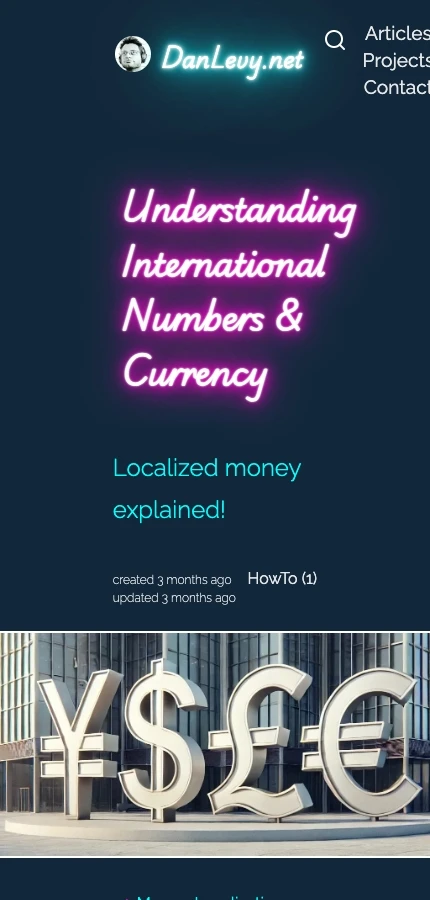 DanLevy.net
Articles
Projects
Contact
Understanding
International
Numbers &
Currency
Localized money
explained!
created 3 months ago HowTo (1)
updated 3 months ago
¥ $ £ €